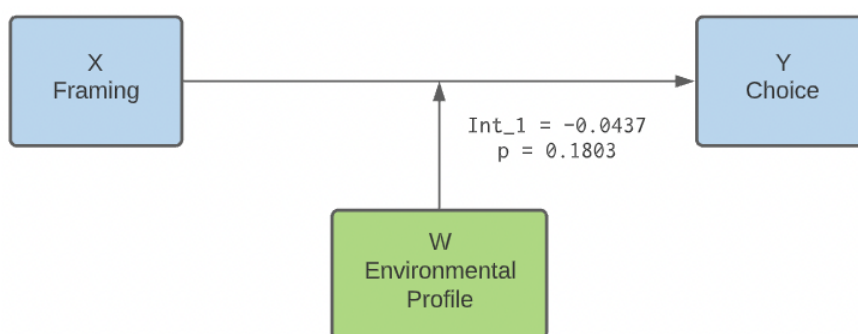 X
Framing
Y
Choice
Int_1 = -0.0437
p = 0.1803
W
Environmental
Profile